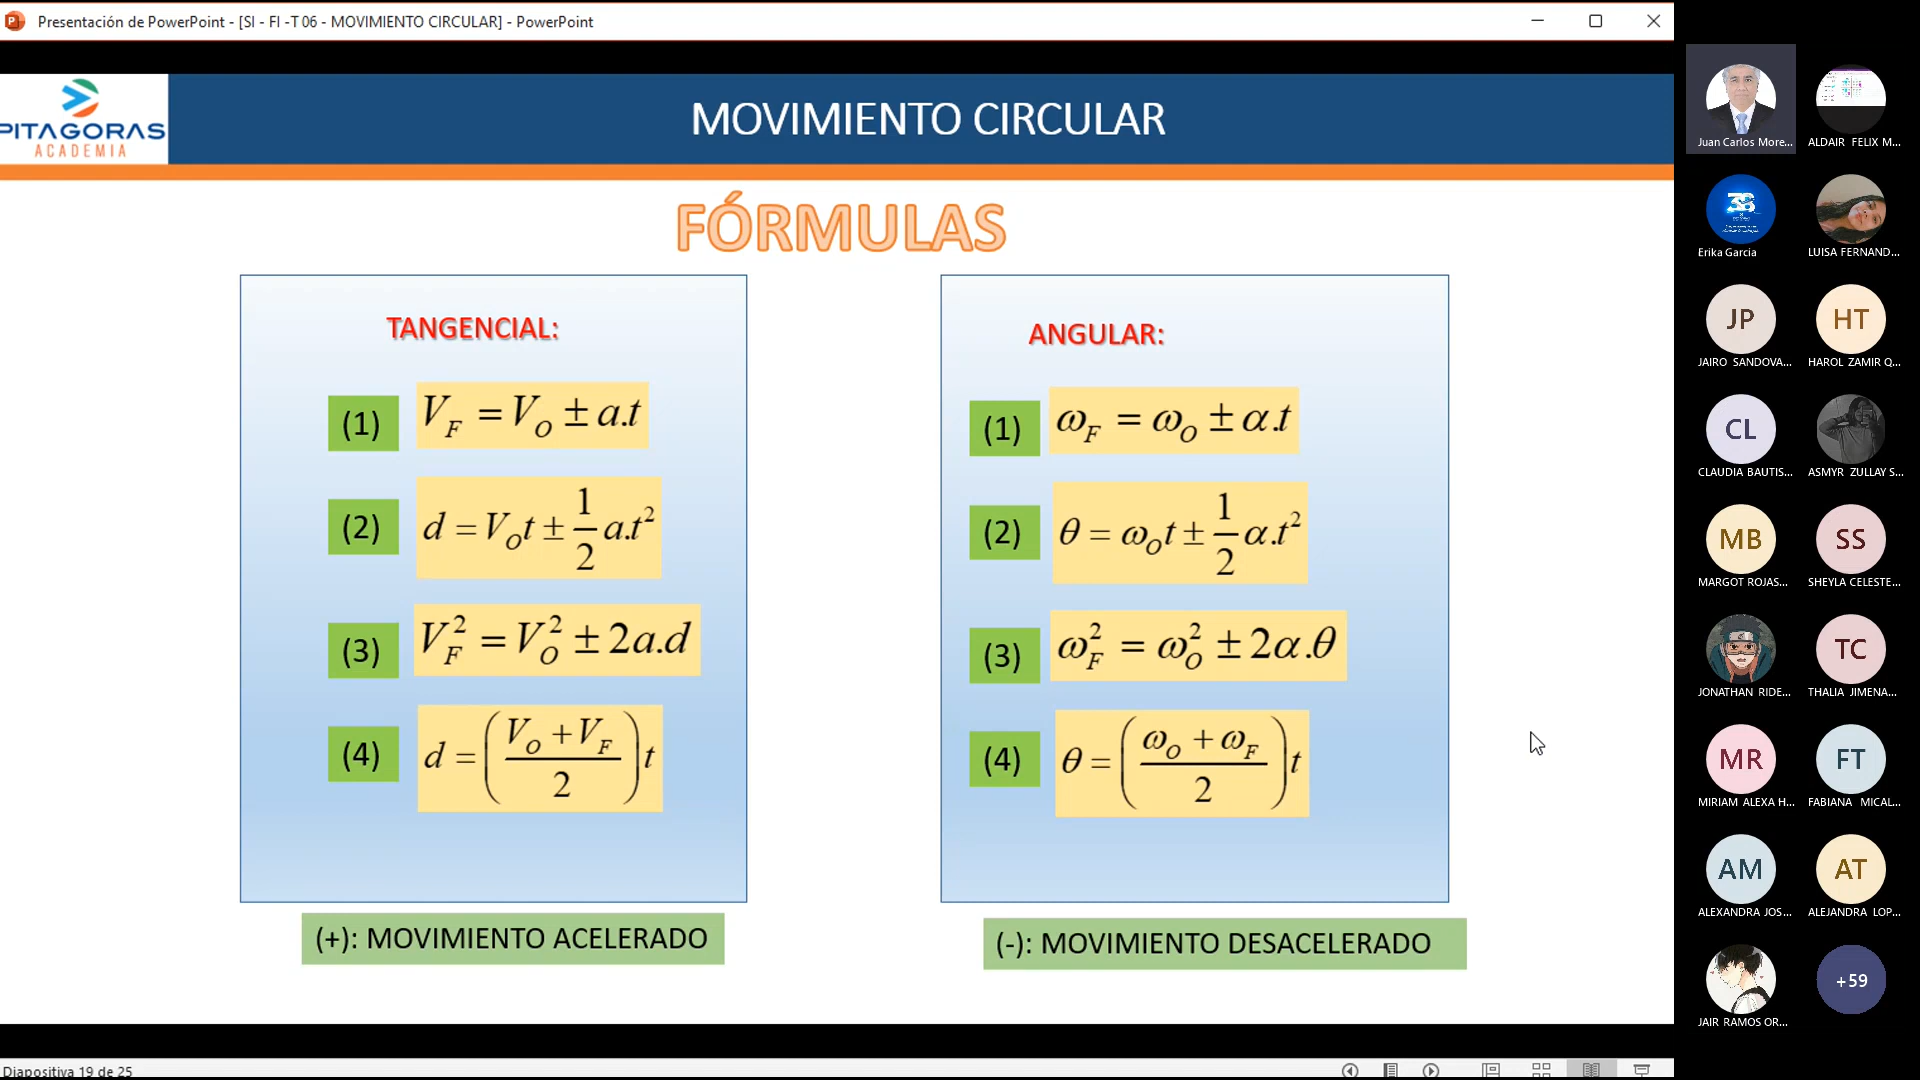 Presentación de PowerPoint - [SI - FI -T 06 - MOVIMIENTO CIRCULAR] - PowerPoint
PITAGORAS
ACADEMIA
MOVIMIENTO CIRCULAR
FÓRMULAS
TANGENCIAL:
(1) V_F = V_O ± a.t
(2) d = V_O t ± 1/2 a.t²
(3) V_F² = V_O² ± 2a.d
(4) d = ((V_O + V_F)/2) t
(+): MOVIMIENTO ACELERADO
ANGULAR:
(1) ω_F = ω_O ± α.t
(2) θ = ω_O t ± 1/2 α.t²
(3) ω_F² = ω_O² ± 2α.θ
(4) θ = ((ω_O + ω_F)/2) t
(-): MOVIMIENTO DESACELERADO
Diapositiva 19 de 25
Juan Carlos More...
ALDAIR FELIX M...
38
Erika Garcia
LUISA FERNAND...
JP
JAIRO SANDOVA...
HT
HAROL ZAMIR Q...
CL
CLAUDIA BAUTIS...
ASMYR ZULLAY S...
MB
MARGOT ROJAS...
SS
SHEYLA CELESTE...
JONATHAN RIDE...
TC
THALIA JIMENA...
MR
MIRIAM ALEXA H...
FT
FABIANA MICAL...
AM
ALEXANDRA JOS...
AT
ALEJANDRA LOP...
JAIR RAMOS OR...
+59